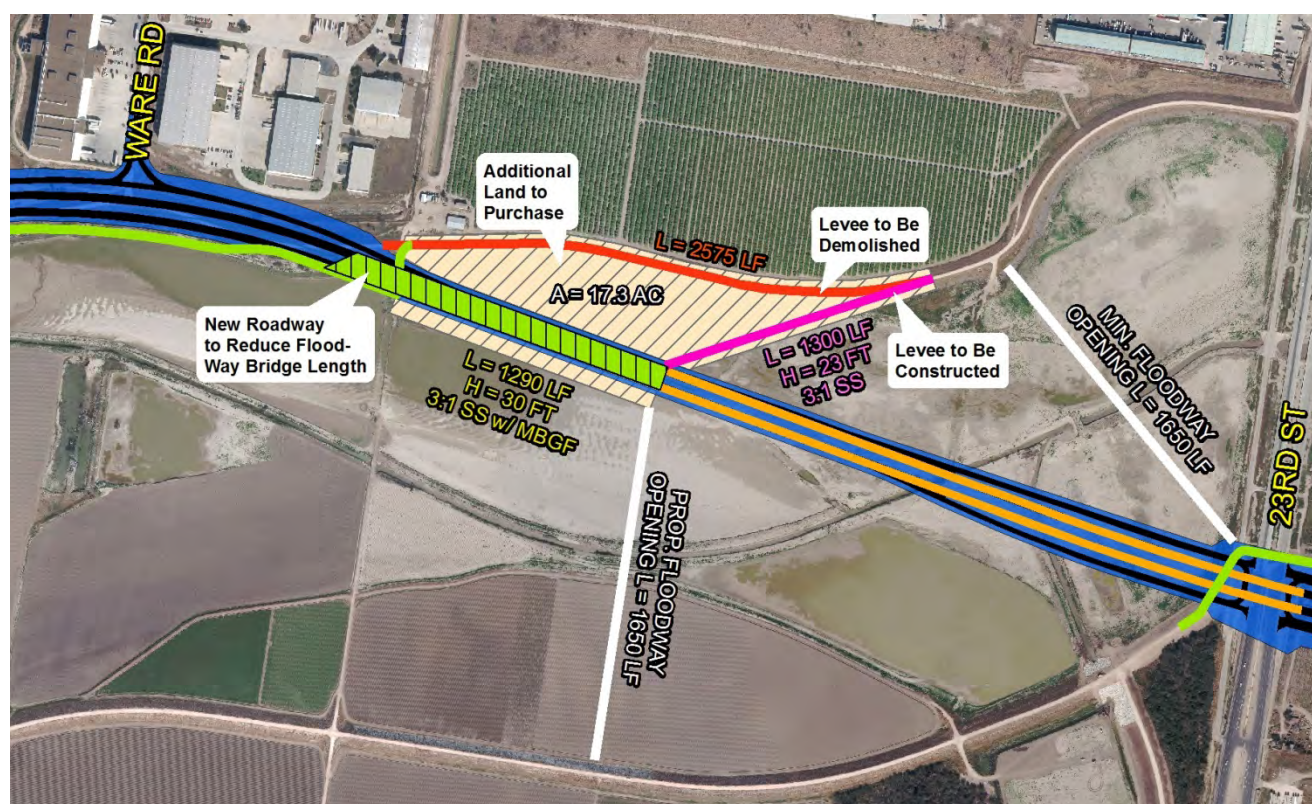 WARE RD
Additional
Land to
Purchase
Levee to Be
Demolished
L = 2575 LF
A = 17.3 AC
New Roadway
to Reduce Flood-
Way Bridge Length
L = 1290 LF
H = 30 FT
3:1 SS w/ MBGF
L = 1300 LF
H = 23 FT
3:1 SS
Levee to Be
Constructed
MIN. FLOODWAY
OPENING L = 1650 LF
PROP. FLOODWAY
OPENING L = 1650 LF
23RD ST